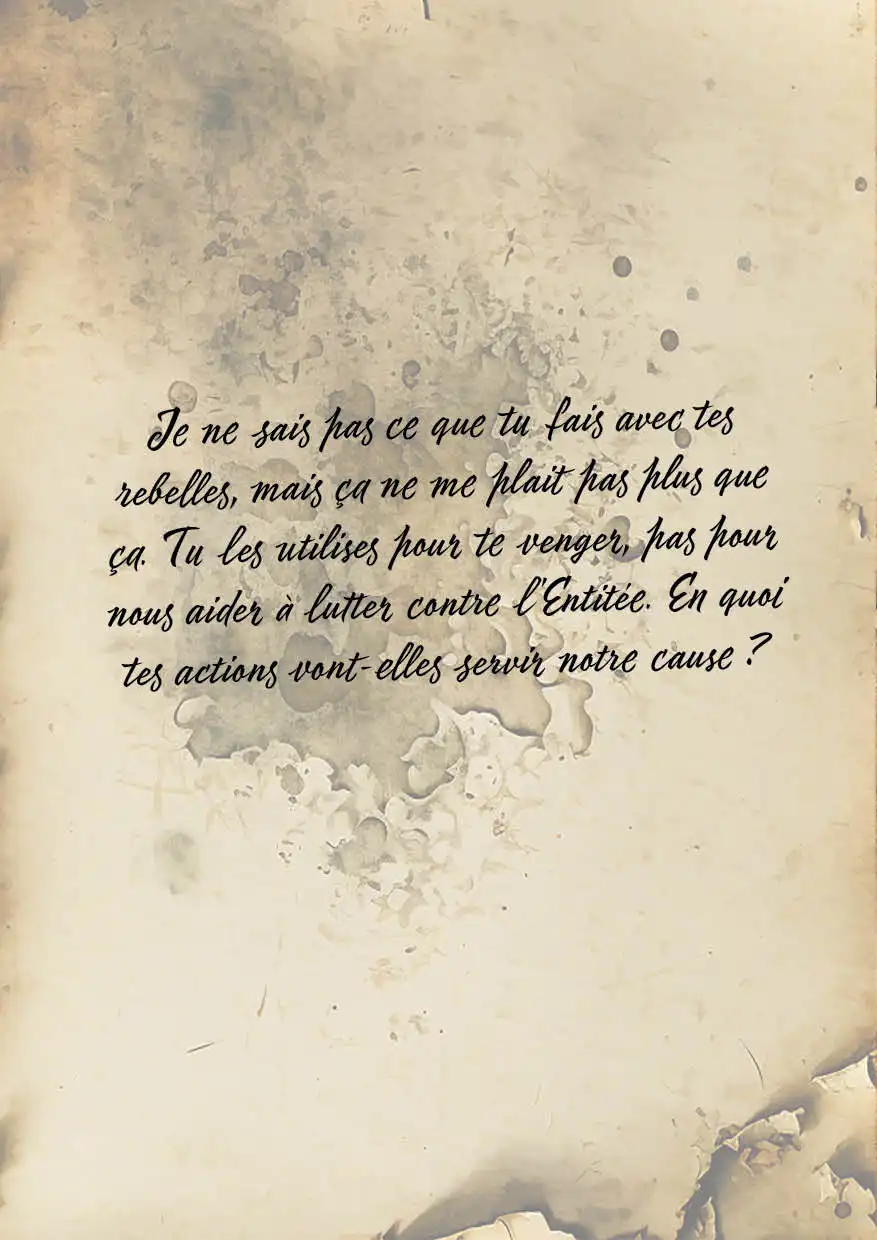 Je ne sais pas ce que tu fais avec tes
rebelles, mais ça ne me plait pas plus que
ça. Tu les utilises pour te venger, pas pour
nous aider à lutter contre l'Entitée. En quoi
tes actions vont-elles servir notre cause ?